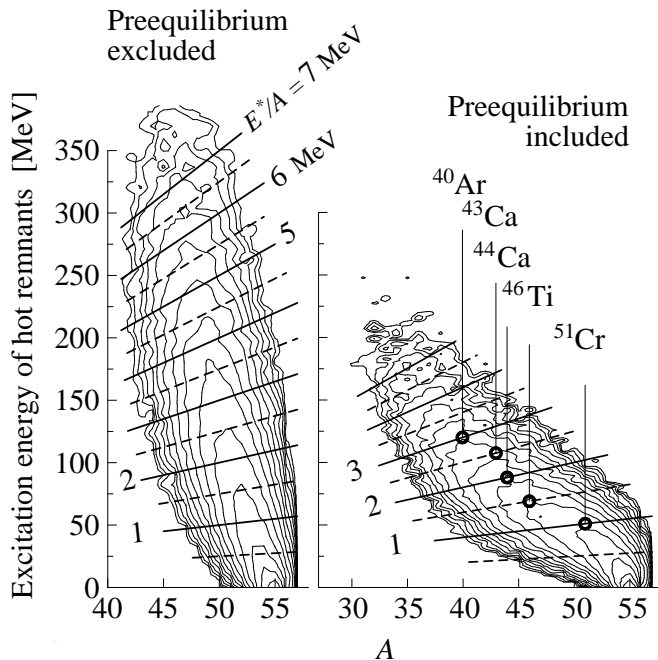 Preequilibrium
excluded
E*/A = 7 MeV
6 MeV
5
2
1
Excitation energy of hot remnants [MeV]
350
300
250
200
150
100
50
0
40
45
50
55
Preequilibrium
included
⁴⁰Ar
⁴³Ca
⁴⁴Ca
⁴⁶Ti
⁵¹Cr
3
2
1
30
35
40
45
50
55
A